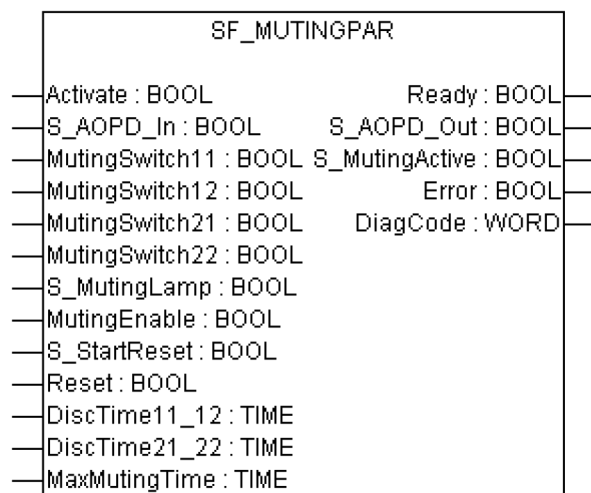 SF_MUTINGPAR
Activate : BOOL Ready : BOOL
S_AOPD_In : BOOL S_AOPD_Out : BOOL
MutingSwitch11 : BOOL S_MutingActive : BOOL
MutingSwitch12 : BOOL Error : BOOL
MutingSwitch21 : BOOL DiagCode : WORD
MutingSwitch22 : BOOL
S_MutingLamp : BOOL
MutingEnable : BOOL
S_StartReset : BOOL
Reset : BOOL
DiscTime11_12 : TIME
DiscTime21_22 : TIME
MaxMutingTime : TIME